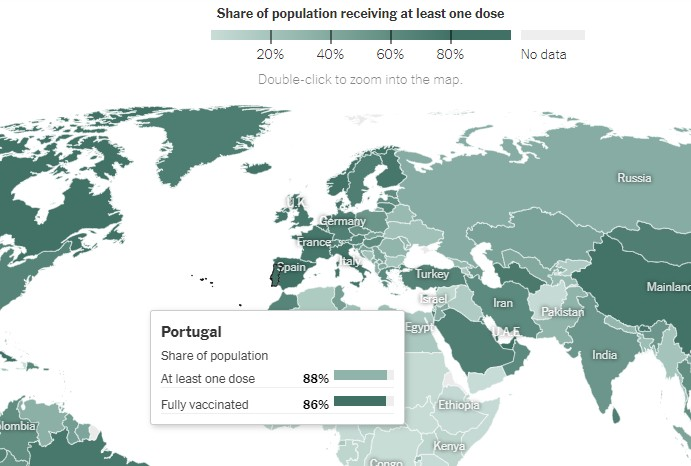 Share of population receiving at least one dose
20% 40% 60% 80% No data
Double-click to zoom into the map.
Russia
U.K.
Germany
France
Italy
Spain
Turkey
Mainland
Israel
Iran
Pakistan
Egypt
U.A.E.
India
Portugal
Share of population
At least one dose 88%
Fully vaccinated 86%
Ethiopia
olombia
Kenya
Congo